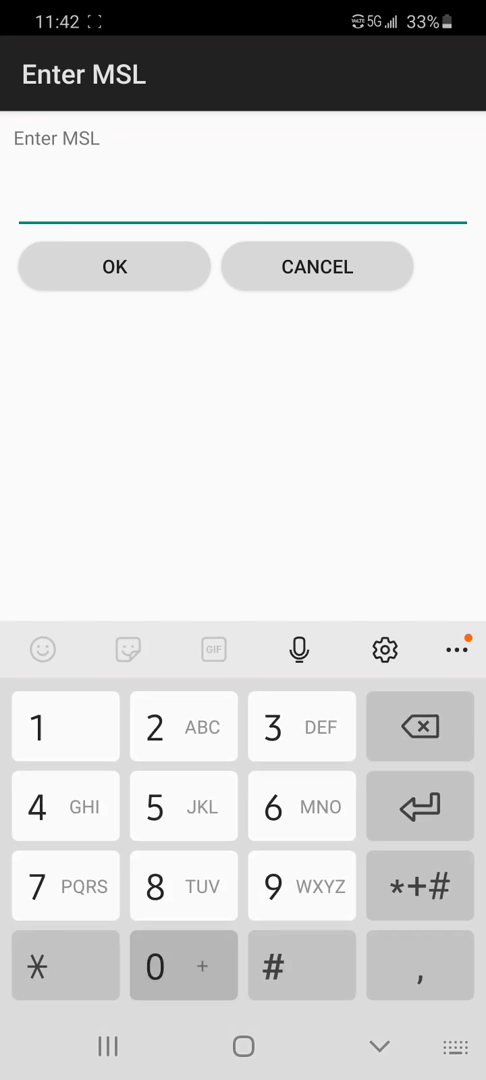 11:42 VoLTE 5G 33%
Enter MSL
Enter MSL
OK CANCEL
GIF
1 2 ABC 3 DEF
4 GHI 5 JKL 6 MNO
7 PQRS 8 TUV 9 WXYZ *+#
* 0 + # ,